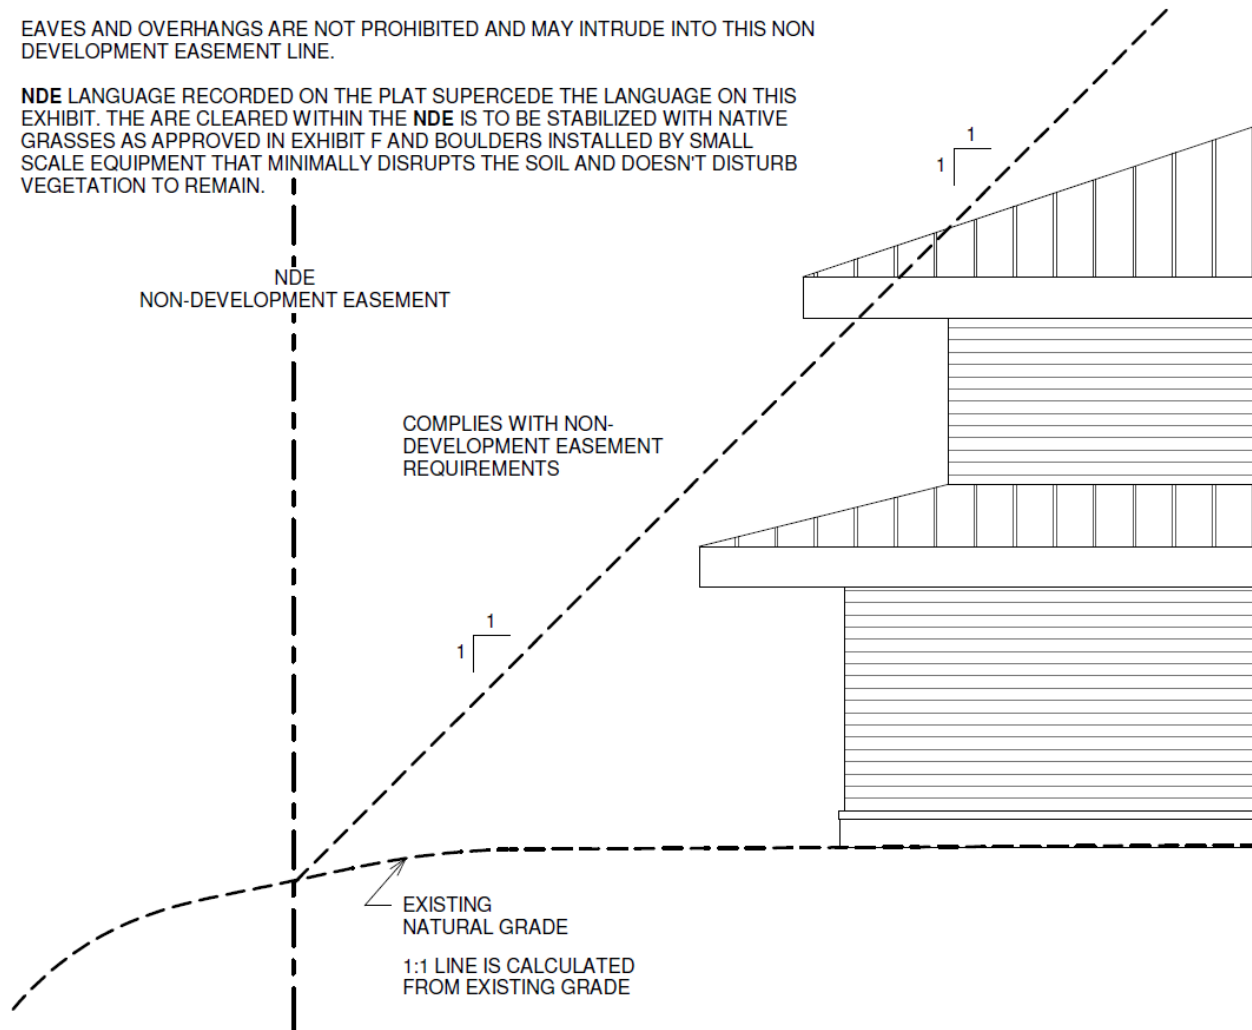 EAVES AND OVERHANGS ARE NOT PROHIBITED AND MAY INTRUDE INTO THIS NON
DEVELOPMENT EASEMENT LINE.
NDE LANGUAGE RECORDED ON THE PLAT SUPERCEDE THE LANGUAGE ON THIS
EXHIBIT. THE ARE CLEARED WITHIN THE NDE IS TO BE STABILIZED WITH NATIVE
GRASSES AS APPROVED IN EXHIBIT F AND BOULDERS INSTALLED BY SMALL
SCALE EQUIPMENT THAT MINIMALLY DISRUPTS THE SOIL AND DOESN'T DISTURB
VEGETATION TO REMAIN.
1
1
NDE
NON-DEVELOPMENT EASEMENT
COMPLIES WITH NON-
DEVELOPMENT EASEMENT
REQUIREMENTS
1
1
EXISTING
NATURAL GRADE
1:1 LINE IS CALCULATED
FROM EXISTING GRADE